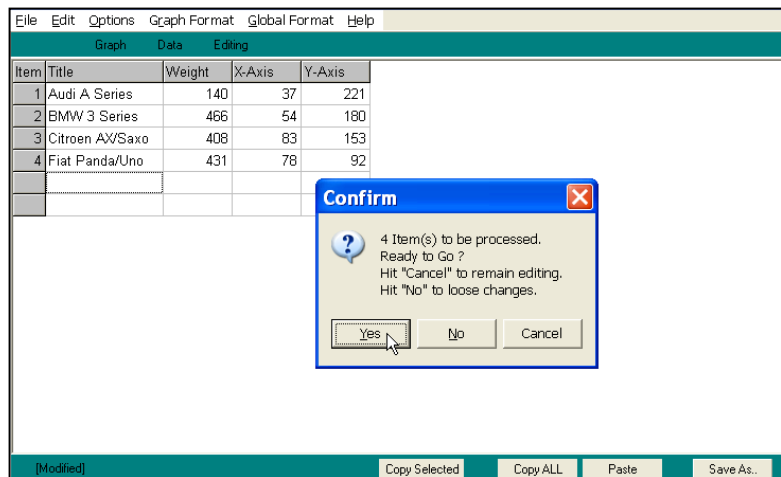 File Edit Options Graph Format Global Format Help
Graph Data Editing
Item Title Weight X-Axis Y-Axis
1 Audi A Series 140 37 221
2 BMW 3 Series 466 54 180
3 Citroen AX/Saxo 408 83 153
4 Fiat Panda/Uno 431 78 92
Confirm
4 Item(s) to be processed.
Ready to Go ?
Hit "Cancel" to remain editing.
Hit "No" to loose changes.
Yes No Cancel
[Modified] Copy Selected Copy ALL Paste Save As..